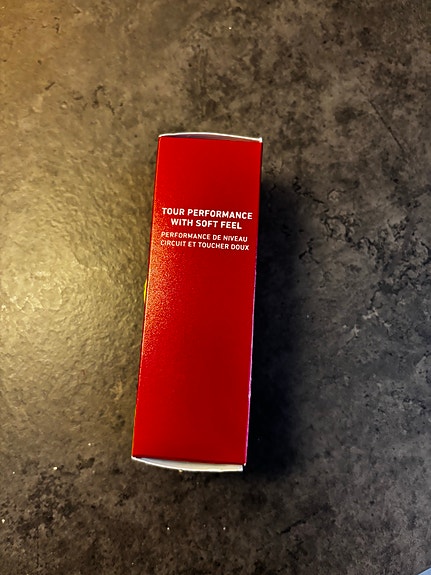 TOUR PERFORMANCE
WITH SOFT FEEL
PERFORMANCE DE NIVEAU
CIRCUIT ET TOUCHER DOUX